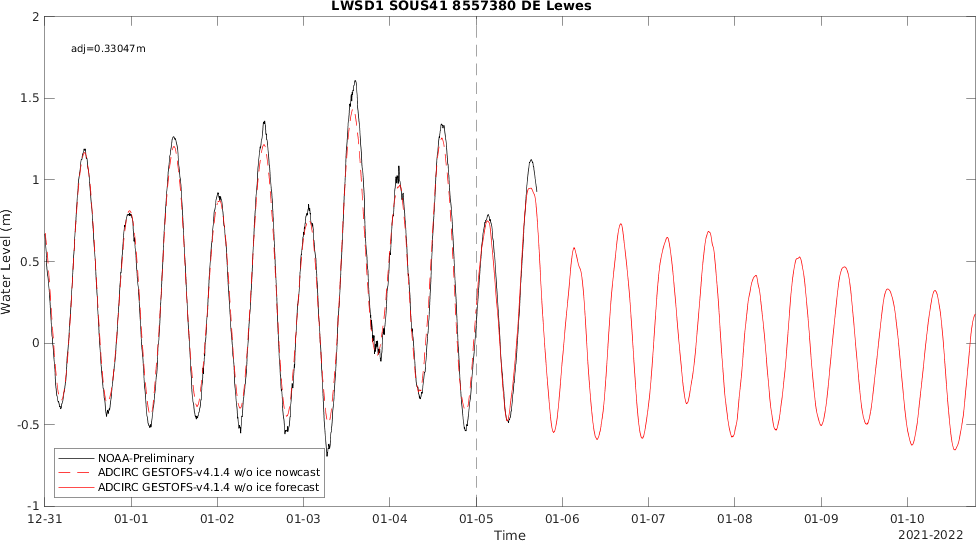 LWSD1 SOUS41 8557380 DE Lewes
adj=0.33047m
2
1.5
1
0.5
0
-0.5
-1
Water Level (m)
NOAA-Preliminary
ADCIRC GESTOFS-v4.1.4 w/o ice nowcast
ADCIRC GESTOFS-v4.1.4 w/o ice forecast
12-31 01-01 01-02 01-03 01-04 01-05 01-06 01-07 01-08 01-09 01-10
Time
2021-2022